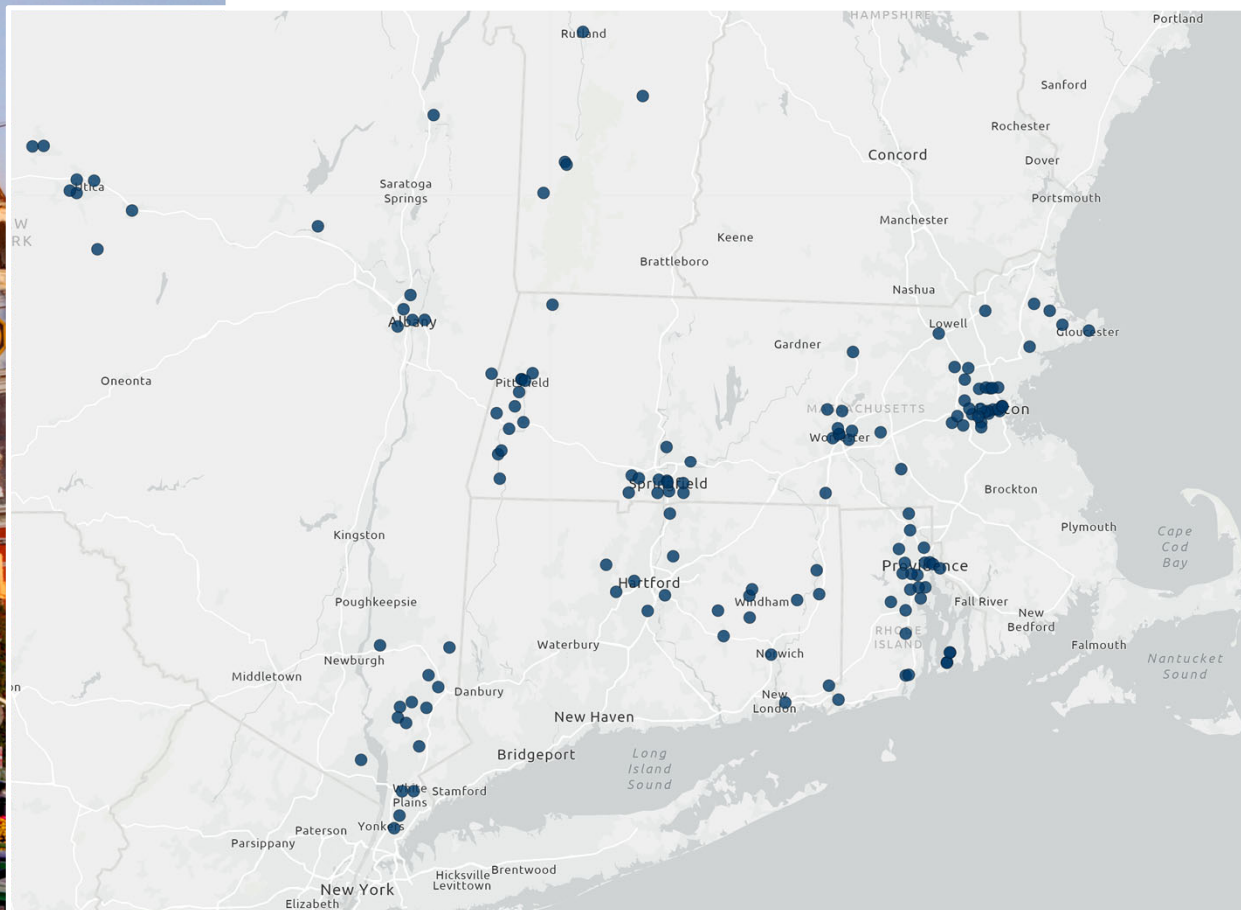 HAMPSHIRE
Portland
Rutland
Sanford
Rochester
Concord
Dover
Saratoga
Springs
Portsmouth
W
RK
Manchester
Keene
Brattleboro
Nashua
Albany
Lowell
Gloucester
Gardner
Oneonta
Pittsfield
MASSACHUSETTS
Worcester
Springfield
Brockton
Plymouth
Cape
Cod
Bay
Kingston
Providence
Hartford
Poughkeepsie
Windham
Fall River
New
Bedford
RHODE
ISLAND
Falmouth
Waterbury
Norwich
Nantucket
Sound
Newburgh
Middletown
Danbury
New
London
New Haven
Bridgeport
Long
Island
Sound
White
Plains
Stamford
Yonkers
Paterson
Parsippany
Brentwood
Hicksville
Levittown
New York
Elizabeth